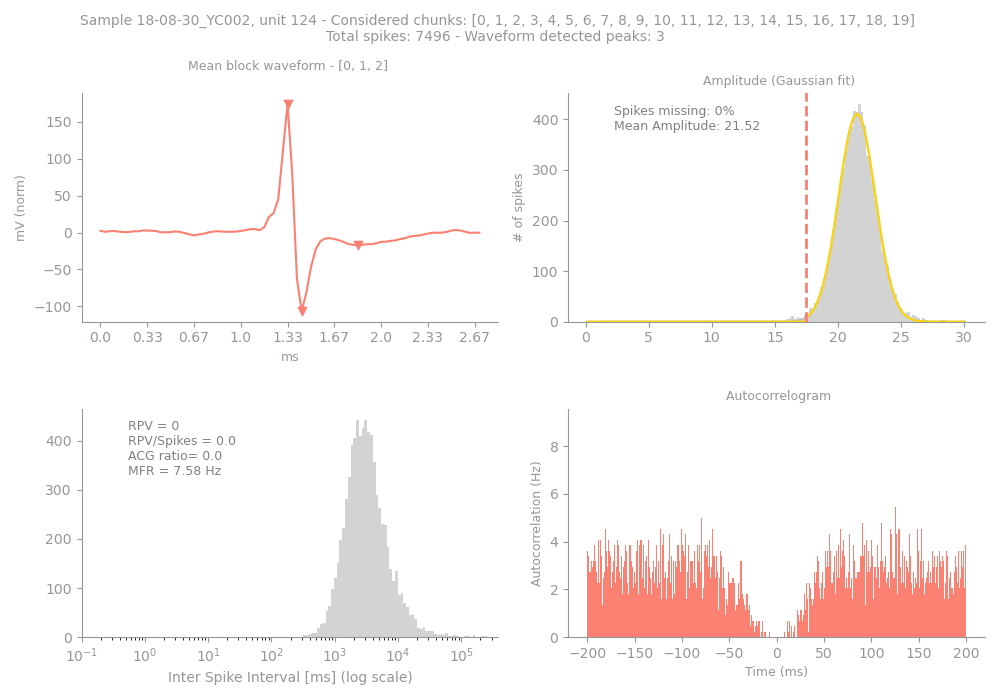 Sample 18-08-30_YC002, unit 124 - Considered chunks: [0, 1, 2, 3, 4, 5, 6, 7, 8, 9, 10, 11, 12, 13, 14, 15, 16, 17, 18, 19]
Total spikes: 7496 - Waveform detected peaks: 3
Mean block waveform - [0, 1, 2]
mV (norm)
150
100
50
0
−50
−100
0.0 0.33 0.67 1.0 1.33 1.67 2.0 2.33 2.67
ms
Amplitude (Gaussian fit)
Spikes missing: 0%
Mean Amplitude: 21.52
# of spikes
400
300
200
100
0
0 5 10 15 20 25 30
RPV = 0
RPV/Spikes = 0.0
ACG ratio= 0.0
MFR = 7.58 Hz
400
300
200
100
0
10−1 100 101 102 103 104 105
Inter Spike Interval [ms] (log scale)
Autocorrelogram
Autocorrelation (Hz)
8
6
4
2
0
−200 −150 −100 −50 0 50 100 150 200
Time (ms)